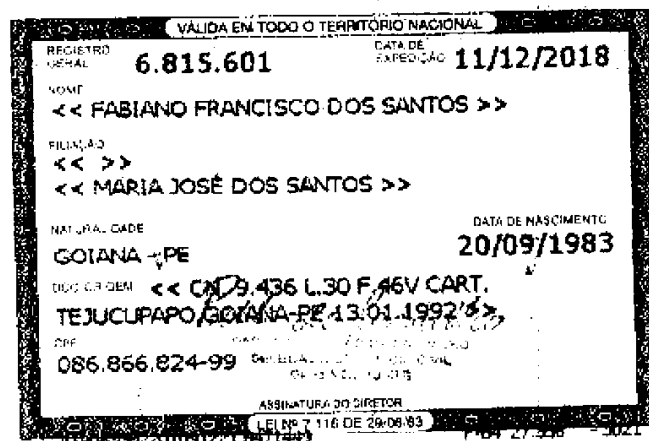 VÁLIDA EM TODO O TERRITÓRIO NACIONAL
REGISTRO GERAL 6.815.601 DATA DE EXPEDIÇÃO 11/12/2018
NOME
<< FABIANO FRANCISCO DOS SANTOS >>
FILIAÇÃO
<< >>
<< MARIA JOSÉ DOS SANTOS >>
NATURALIDADE DATA DE NASCIMENTO
GOIANA - PE 20/09/1983
DOC ORIGEM << CN 9.436 L.30 F.46V CART.
TEJUCUPAPO,GOIANA-PE 13.01.1992 >>
CPF
086.866.824-99
ASSINATURA DO DIRETOR
LEI Nº 7.116 DE 29/08/83